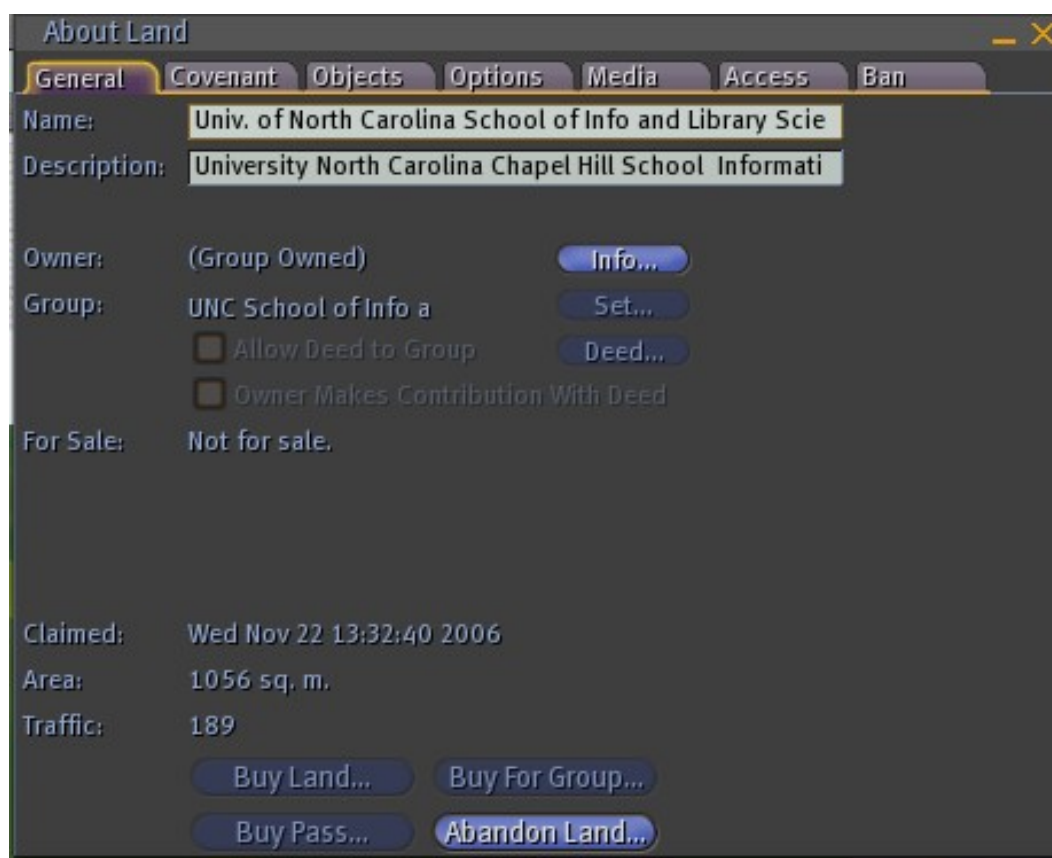 About Land
General Covenant Objects Options Media Access Ban
Name: Univ. of North Carolina School of Info and Library Scie
Description: University North Carolina Chapel Hill School Informati
Owner: (Group Owned) Info...
Group: UNC School of Info a Set...
Allow Deed to Group Deed...
Owner Makes Contribution With Deed
For Sale: Not for sale.
Claimed: Wed Nov 22 13:32:40 2006
Area: 1056 sq. m.
Traffic: 189
Buy Land... Buy For Group...
Buy Pass... Abandon Land...